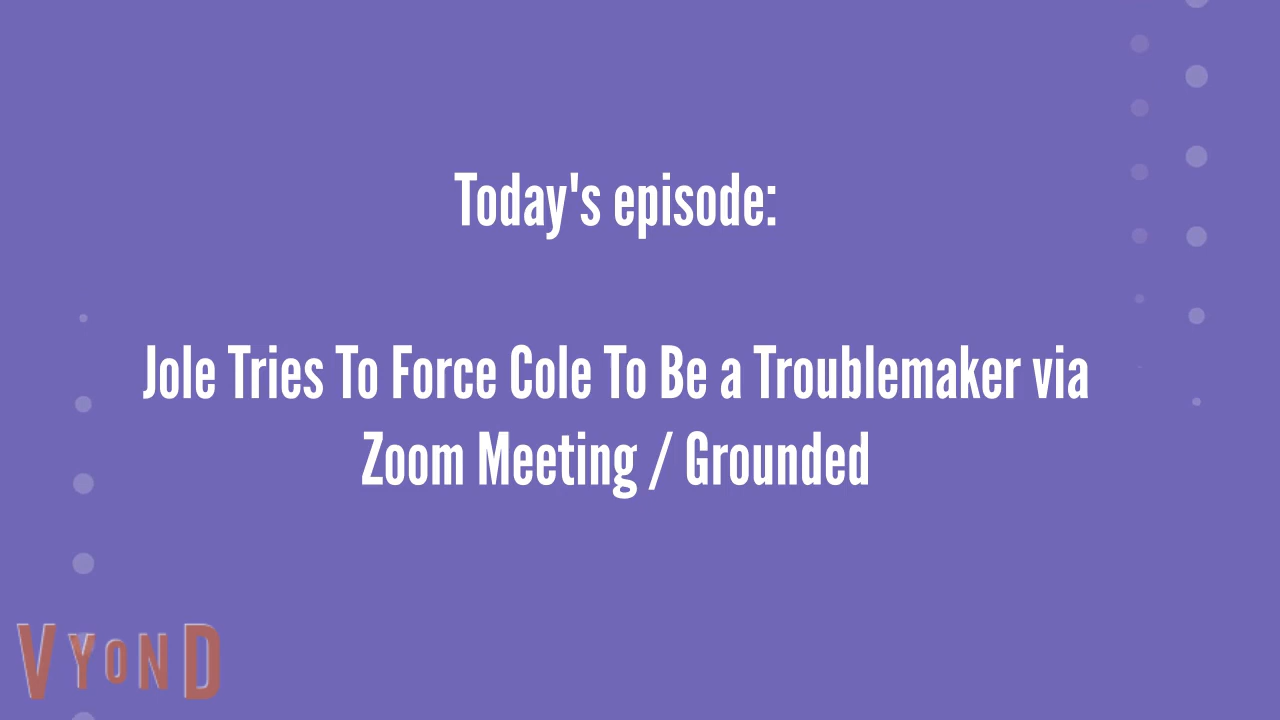 Today's episode:
Jole Tries To Force Cole To Be a Troublemaker via
Zoom Meeting / Grounded
VYOND